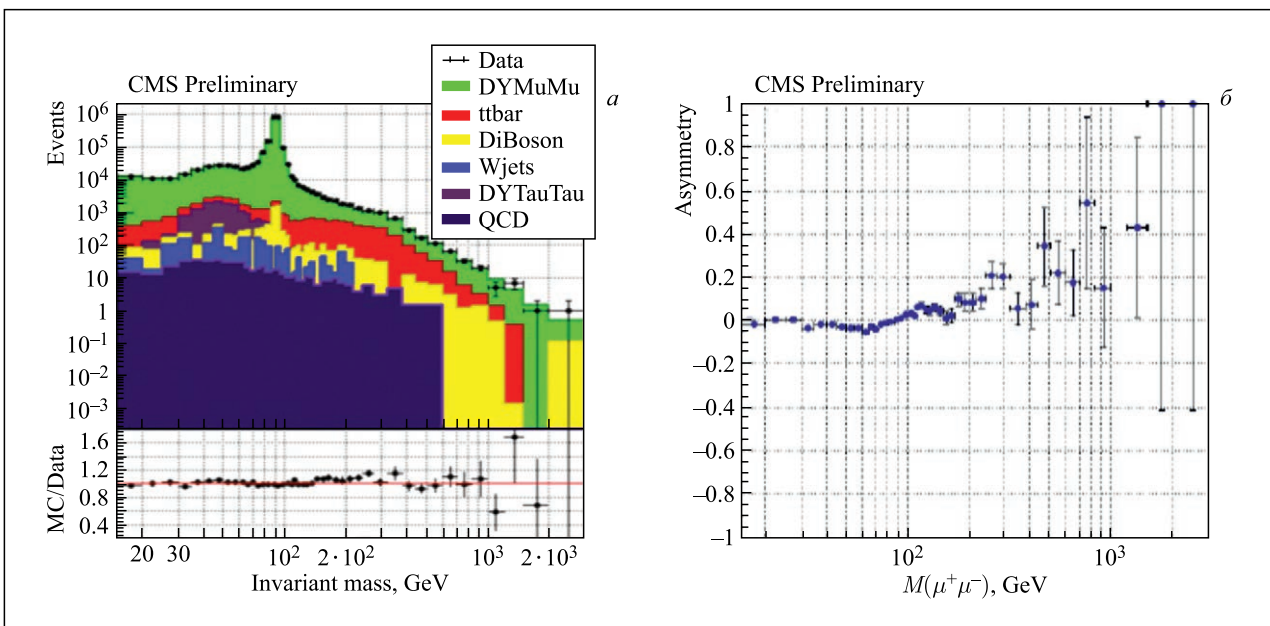 CMS Preliminary
а
Events
10⁶
10⁵
10⁴
10³
10²
10
1
10⁻¹
10⁻²
10⁻³
Data
DYMuMu
ttbar
DiBoson
Wjets
DYTauTau
QCD
MC/Data
1.6
1.2
0.8
0.4
20 30 10² 2·10² 10³ 2·10³
Invariant mass, GeV
CMS Preliminary
б
Asymmetry
1
0.8
0.6
0.4
0.2
0
–0.2
–0.4
–0.6
–0.8
–1
10² 10³
M(μ⁺μ⁻), GeV